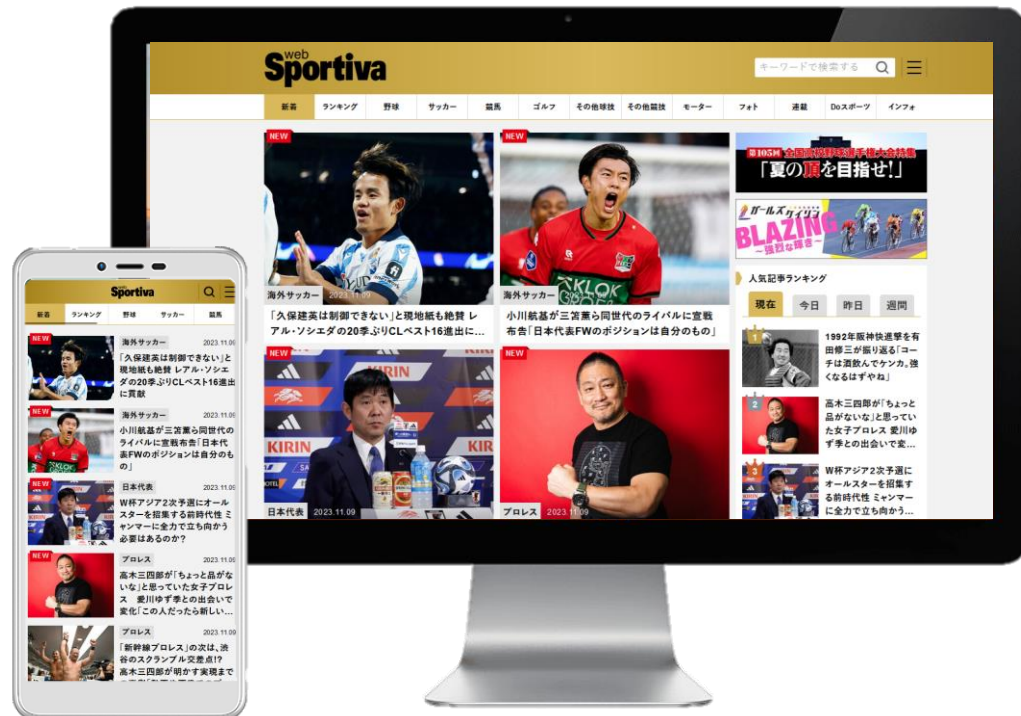 web
Sportiva
キーワードで検索する
新着 ランキング 野球 サッカー 競馬 ゴルフ その他球技 その他競技 モーター フォト 連載 Doスポーツ インフォ
NEW
海外サッカー 2023.11.09
「久保建英は制御できない」と現地紙も絶賛 レ
アル・ソシエダの20季ぶりCLベスト16進出に...
NEW
海外サッカー
小川航基が三笘薫ら同世代のライバルに宣戦
布告「日本代表FWのポジションは自分のもの」
NEW
KIRIN
KIRIN
日本代表 2023.11.09
NEW
プロレス 2023.11.09
第105回 全国高校野球選手権大会特集
「夏の頂を目指せ!」
ガールズケイリン
BLAZING
~強烈な輝き~
人気記事ランキング
現在 今日 昨日 週間
1
1992年阪神快進撃を有
田修三が振り返る「コー
チは酒飲んでケンカ。強
くなるはずやね」
2
高木三四郎が「ちょっと
品がないな」と思ってい
た女子プロレス 愛川ゆ
ず季との出会いで変...
3
W杯アジア2次予選に
オールスターを招集す
る前時代性 ミャンマー
に全力で立ち向かう...
Sportiva
新着 ランキング 野球 サッカー 競馬
NEW
海外サッカー 2023.11.09
「久保建英は制御できない」と
現地紙も絶賛 レアル・ソシエ
ダの20季ぶりCLベスト16進出
に貢献
NEW
海外サッカー 2023.11.09
小川航基が三笘薫ら同世代の
ライバルに宣戦布告「日本代
表FWのポジションは自分のも
の」
NEW
日本代表 2023.11.09
W杯アジア2次予選にオール
スターを招集する前時代性 ミ
ャンマーに全力で立ち向かう
必要はあるのか?
NEW
プロレス 2023.11.09
高木三四郎が「ちょっと品がな
いな」と思っていた女子プロレ
ス 愛川ゆず季との出会いで
変化「この人だったら新しい...
プロレス 2023.11.09
「新幹線プロレス」の次は、渋
谷のスクランブル交差点!?
高木三四郎が明かす実現まで